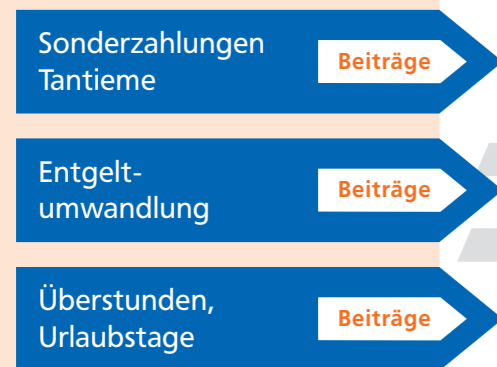 Sonderzahlungen
Tantieme
Beiträge
Entgelt-
umwandlung
Beiträge
Überstunden,
Urlaubstage
Beiträge